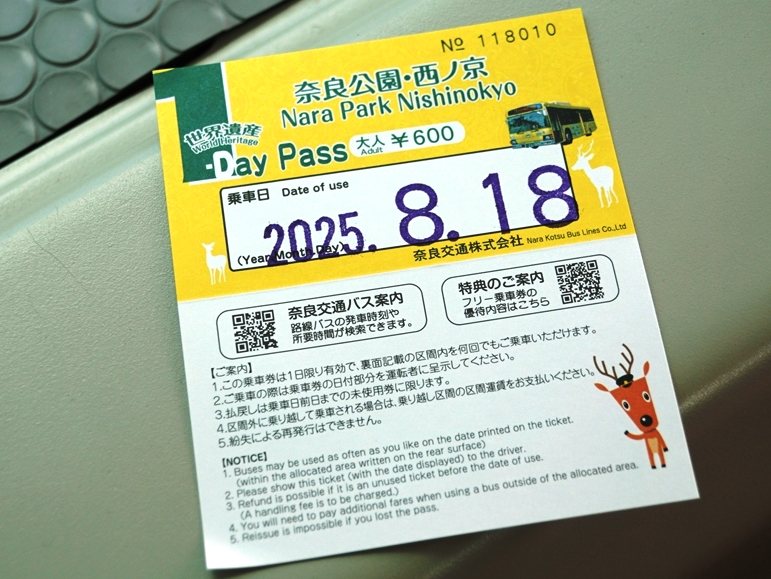 № 118010
奈良公園・西ノ京
Nara Park Nishinokyo
世界遺産
World Heritage
1-Day Pass 大人 Adult ￥600
乗車日 Date of use
2025. 8. 18
(Year Month Day)
奈良交通株式会社 Nara Kotsu Bus Lines Co.,Ltd
奈良交通バス案内
路線バスの発車時刻や
所要時間が検索できます。
特典のご案内
フリー乗車券の
優待内容はこちら
【ご案内】
1.この乗車券は1日限り有効で、裏面記載の区間内を何回でもご乗車いただけます。
2.ご乗車の際は乗車券の日付部分を運転者に呈示してください。
3.払戻しは乗車日前日までの未使用券に限ります。
4.区間外に乗り越して乗車される場合は、乗り越し区間の区間運賃をお支払いください。
5.紛失による再発行はできません。
【NOTICE】
1. Buses may be used as often as you like on the date printed on the ticket.
(within the allocated area written on the rear surface)
2. Please show this ticket (with the date displayed) to the driver.
3. Refund is possible if it is an unused ticket before the date of use.
(A handling fee is to be charged.)
4. You will need to pay additional fares when using a bus outside of the allocated area.
5. Reissue is impossible if you lost the pass.